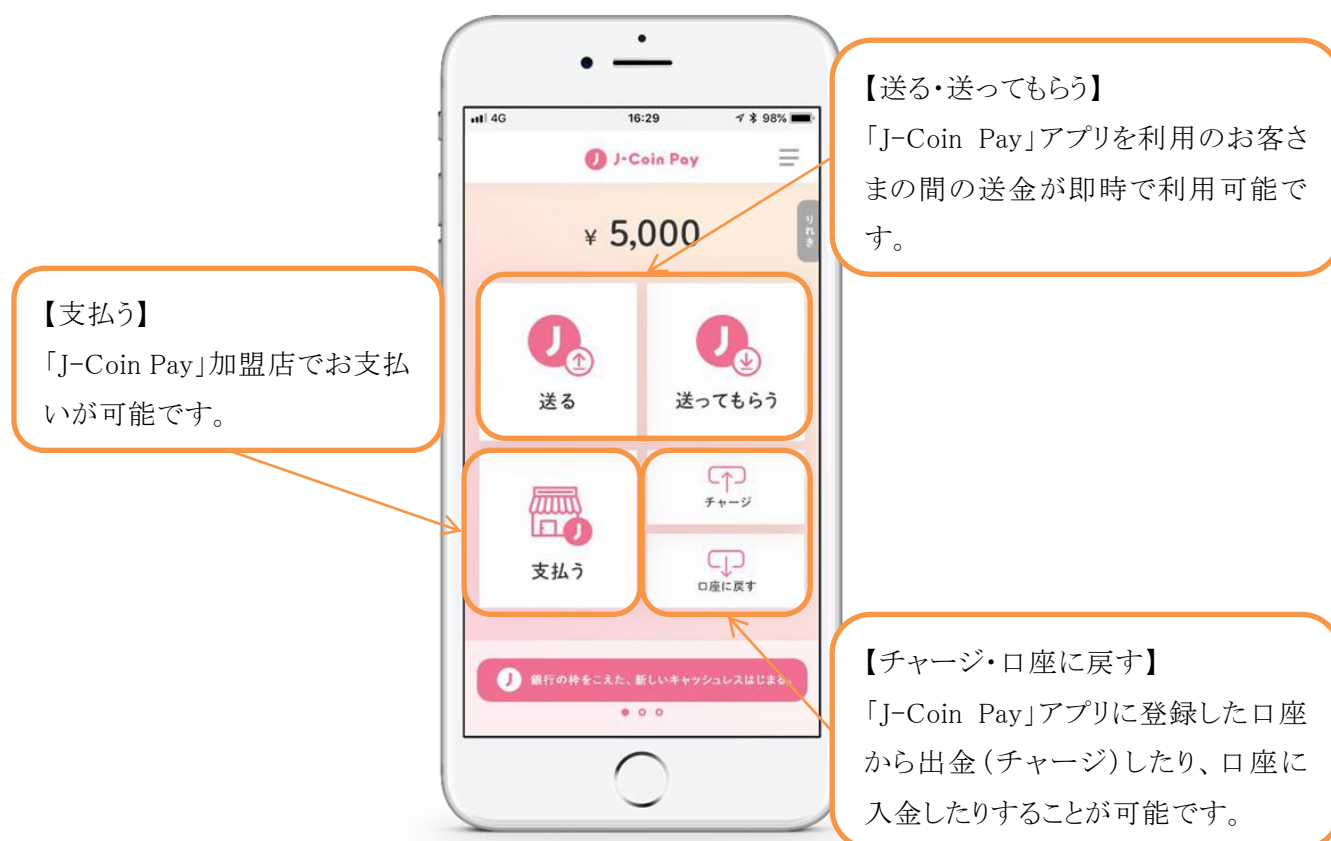 4G 16:29 98%
J-Coin Pay
¥ 5,000
りれき
送る
送ってもらう
支払う
チャージ
口座に戻す
銀行の枠をこえた、新しいキャッシュレスはじまる。
【送る・送ってもらう】
「J-Coin Pay」アプリを利用のお客さ
まの間の送金が即時で利用可能で
す。
【支払う】
「J-Coin Pay」加盟店でお支払
いが可能です。
【チャージ・口座に戻す】
「J-Coin Pay」アプリに登録した口座
から出金(チャージ)したり、口座に
入金したりすることが可能です。